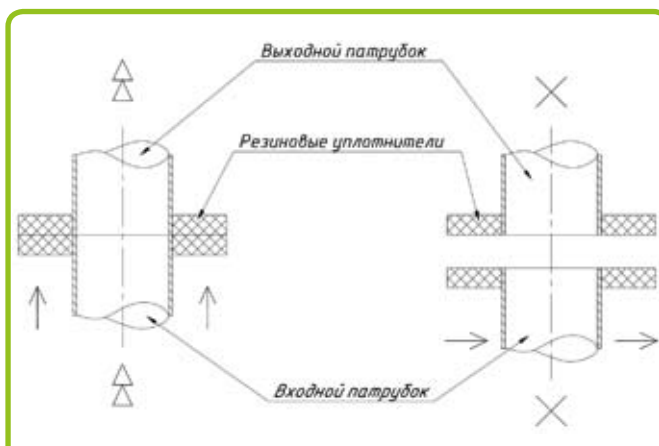 Выходной патрубок
Резиновые уплотнители
Входной патрубок